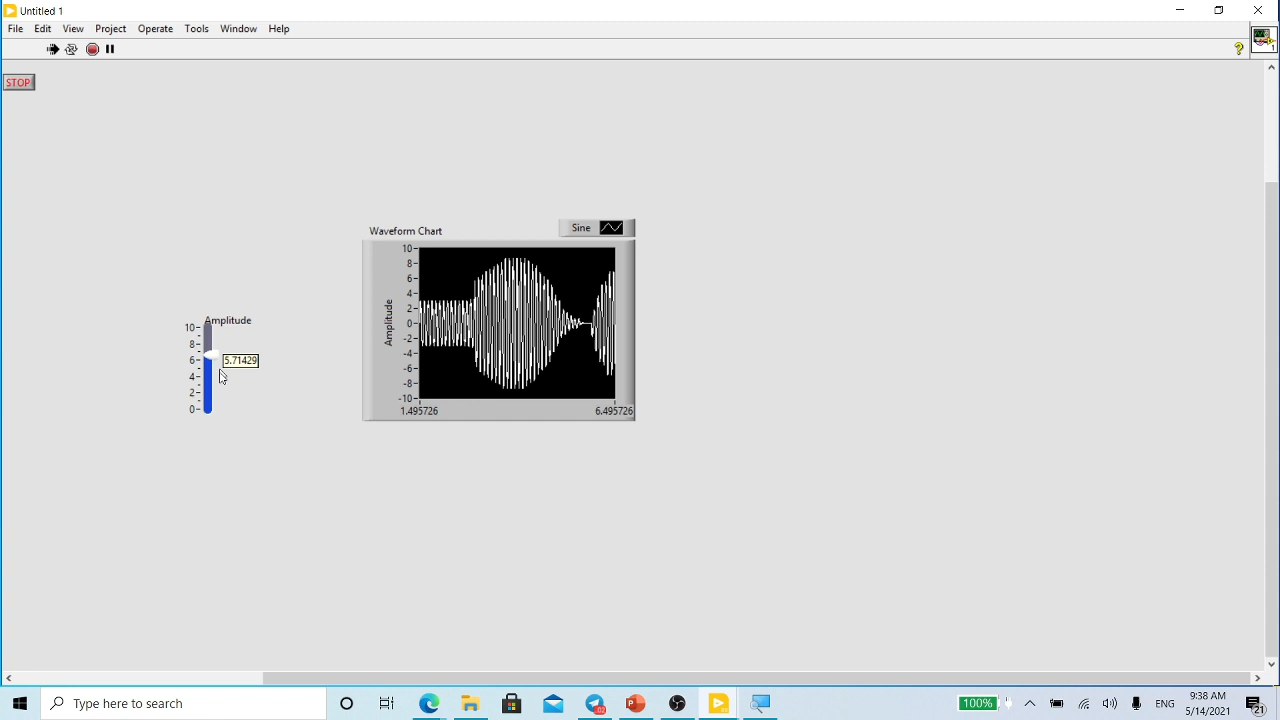 Untitled 1
File Edit View Project Operate Tools Window Help
?
1
STOP
Waveform Chart
Sine
Amplitude
10
8
6
4
2
0
-2
-4
-6
-8
-10
1.495726 6.495726
Amplitude
10
8
6
4
2
0
5.71429
Type here to search
100%
ENG
9:38 AM
5/14/2021
21